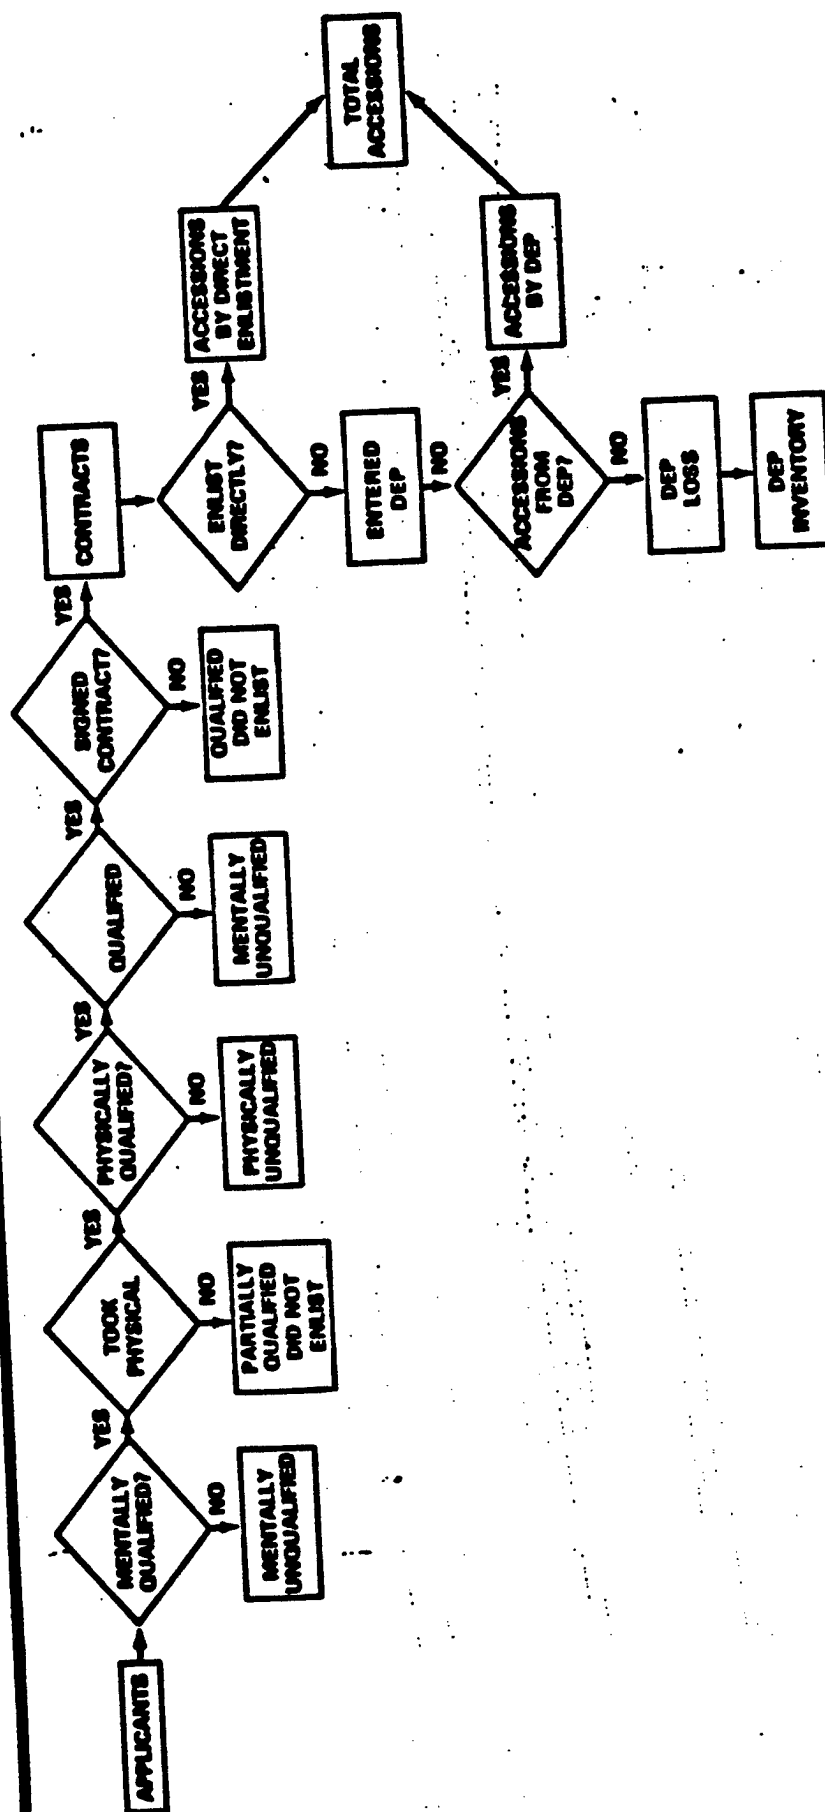 APPLICANTS
MENTALLY
QUALIFIED?
YES
NO
MENTALLY
UNQUALIFIED
TOOK
PHYSICAL
YES
NO
PARTIALLY
QUALIFIED
DID NOT
ENLIST
PHYSICALLY
QUALIFIED?
YES
NO
PHYSICALLY
UNQUALIFIED
QUALIFIED
YES
NO
MENTALLY
UNQUALIFIED
SIGNED
CONTRACT?
YES
NO
QUALIFIED
DID NOT
ENLIST
CONTRACTS
ENLIST
DIRECTLY?
YES
NO
ACCESSIONS
BY DIRECT
ENLISTMENT
ENTERED
DEP
NO
ACCESSIONS
FROM
DEP?
YES
NO
ACCESSIONS
BY DEP
DEP
LOSS
DEP
INVENTORY
TOTAL
ACCESSIONS